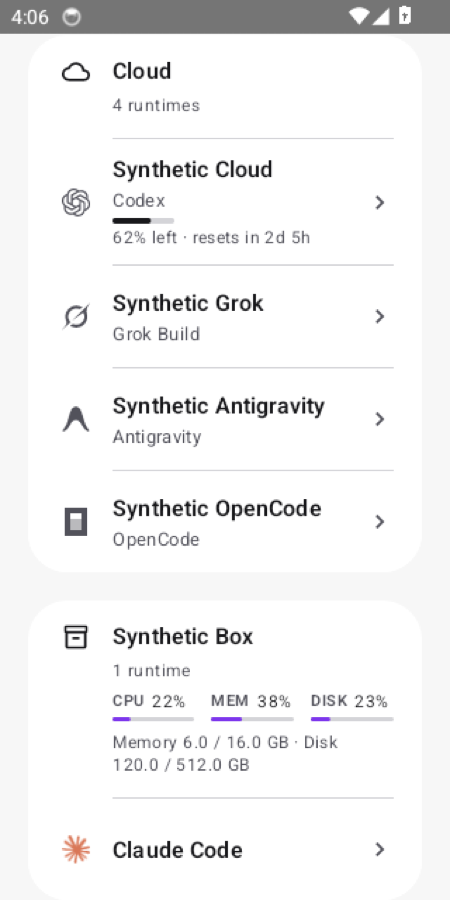 4:06
Cloud
4 runtimes
Synthetic Cloud
Codex
62% left · resets in 2d 5h
Synthetic Grok
Grok Build
Synthetic Antigravity
Antigravity
Synthetic OpenCode
OpenCode
Synthetic Box
1 runtime
CPU 22% MEM 38% DISK 23%
Memory 6.0 / 16.0 GB · Disk
120.0 / 512.0 GB
Claude Code